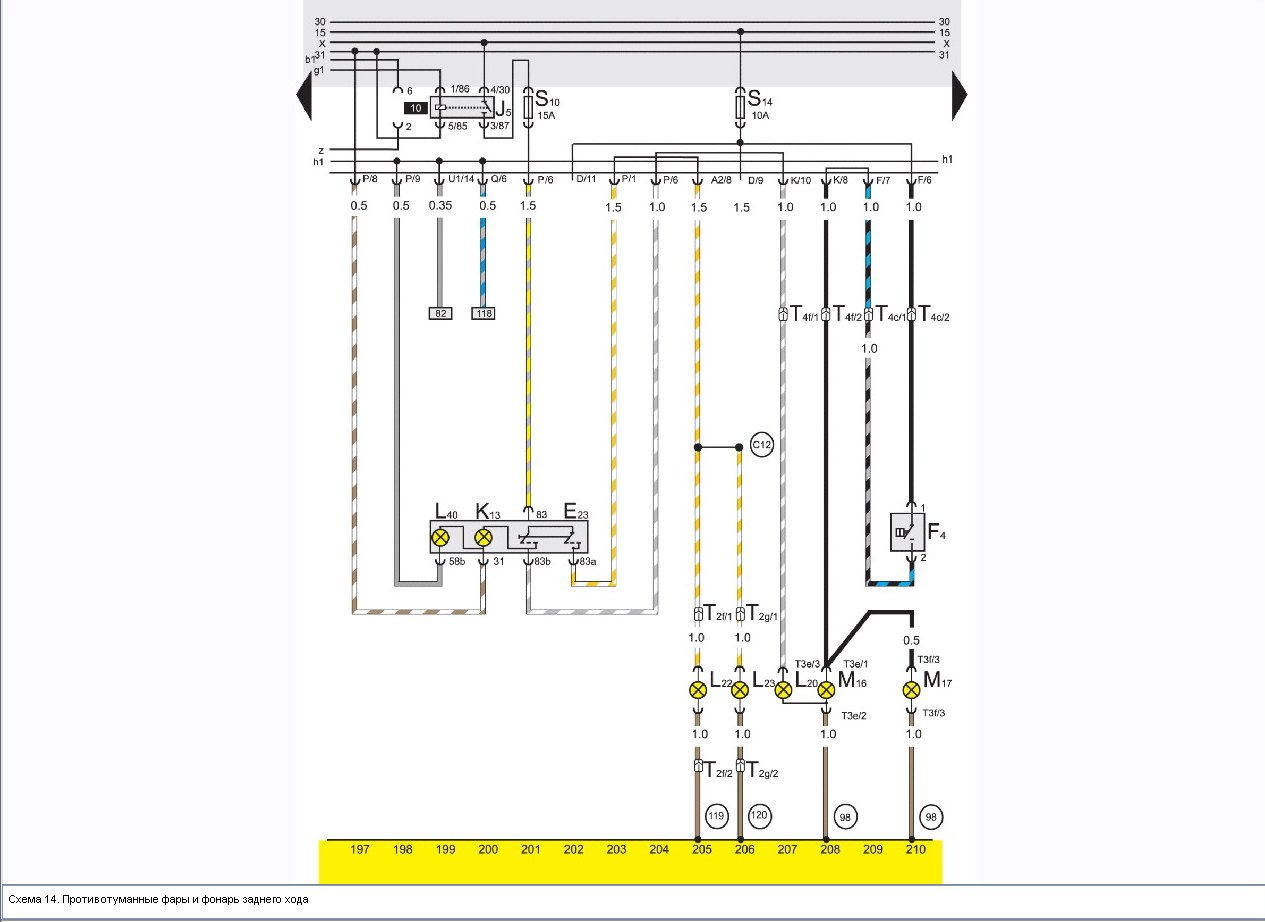 30 30
15 15
X X
31 31
b1
g1
6 1/86 4/30
10 J5 S10 S14
15A 10A
2 5/85 3/87
z
h1 h1
P/8 P/9 U1/14 Q/6 P/6 D/11 P/1 P/6 A2/8 D/9 K/10 K/8 F/7 F/6
0.5 0.5 0.35 0.5 1.5 1.5 1.0 1.5 1.5 1.0 1.0 1.0 1.0
82 118 T4f/1 T4f/2 T4c/1 T4c/2
1.0
C12
L40 K13 83 E23 1
F4
58b 31 83b 83a 2
T2f/1 T2g/1
1.0 1.0 0.5
T3e/3 T3e/1 T3f/3
L22 L23 L20 M16 M17
T3e/2 T3f/3
1.0 1.0 1.0 1.0
T2f/2 T2g/2
119 120 98 98
197 198 199 200 201 202 203 204 205 206 207 208 209 210
Схема 14. Противотуманные фары и фонарь заднего хода